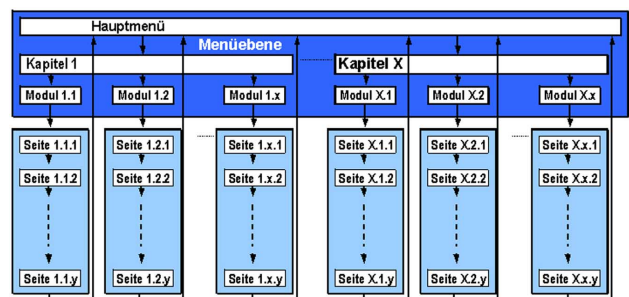 Hauptmenü
Menüebene
Kapitel 1 Kapitel X
Modul 1.1 Modul 1.2 Modul 1.x Modul X.1 Modul X.2 Modul X.x
Seite 1.1.1 Seite 1.2.1 Seite 1.x.1 Seite X.1.1 Seite X.2.1 Seite X.x.1
Seite 1.1.2 Seite 1.2.2 Seite 1.x.2 Seite X.1.2 Seite X.2.2 Seite X.x.2
Seite 1.1.y Seite 1.2.y Seite 1.x.y Seite X.1.y Seite X.2.y Seite X.x.y